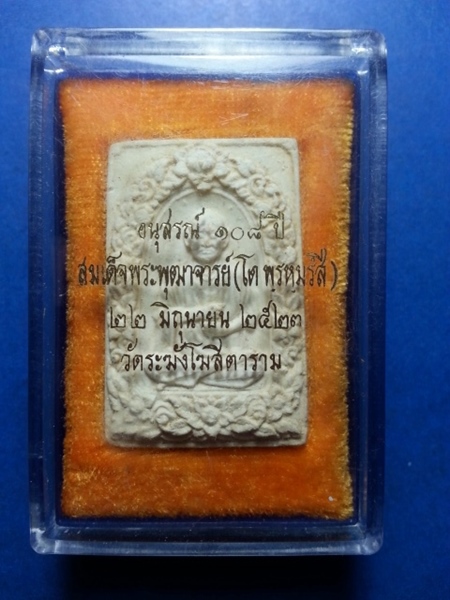 อนุสรณ์ ๑๐๘ ปี
สมเด็จพระพุฒาจารย์(โต พรหมรังสี)
๒๒ มิถุนายน ๒๕๒๓
วัดระฆังโฆสิตาราม